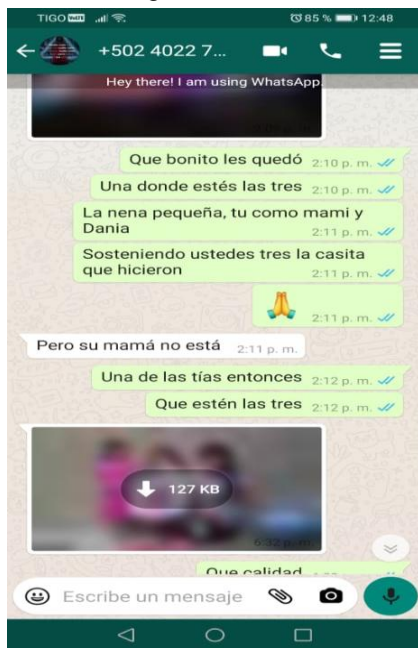 TIGO VoLTE 85 % 12:48
+502 4022 7...
Hey there! I am using WhatsApp.
Que bonito les quedó 2:10 p. m.
Una donde estés las tres 2:10 p. m.
La nena pequeña, tu como mami y
Dania 2:11 p. m.
Sosteniendo ustedes tres la casita
que hicieron 2:11 p. m.
2:11 p. m.
Pero su mamá no está 2:11 p. m.
Una de las tías entonces 2:12 p. m.
Que estén las tres 2:12 p. m.
127 KB
Que calidad
Escribe un mensaje